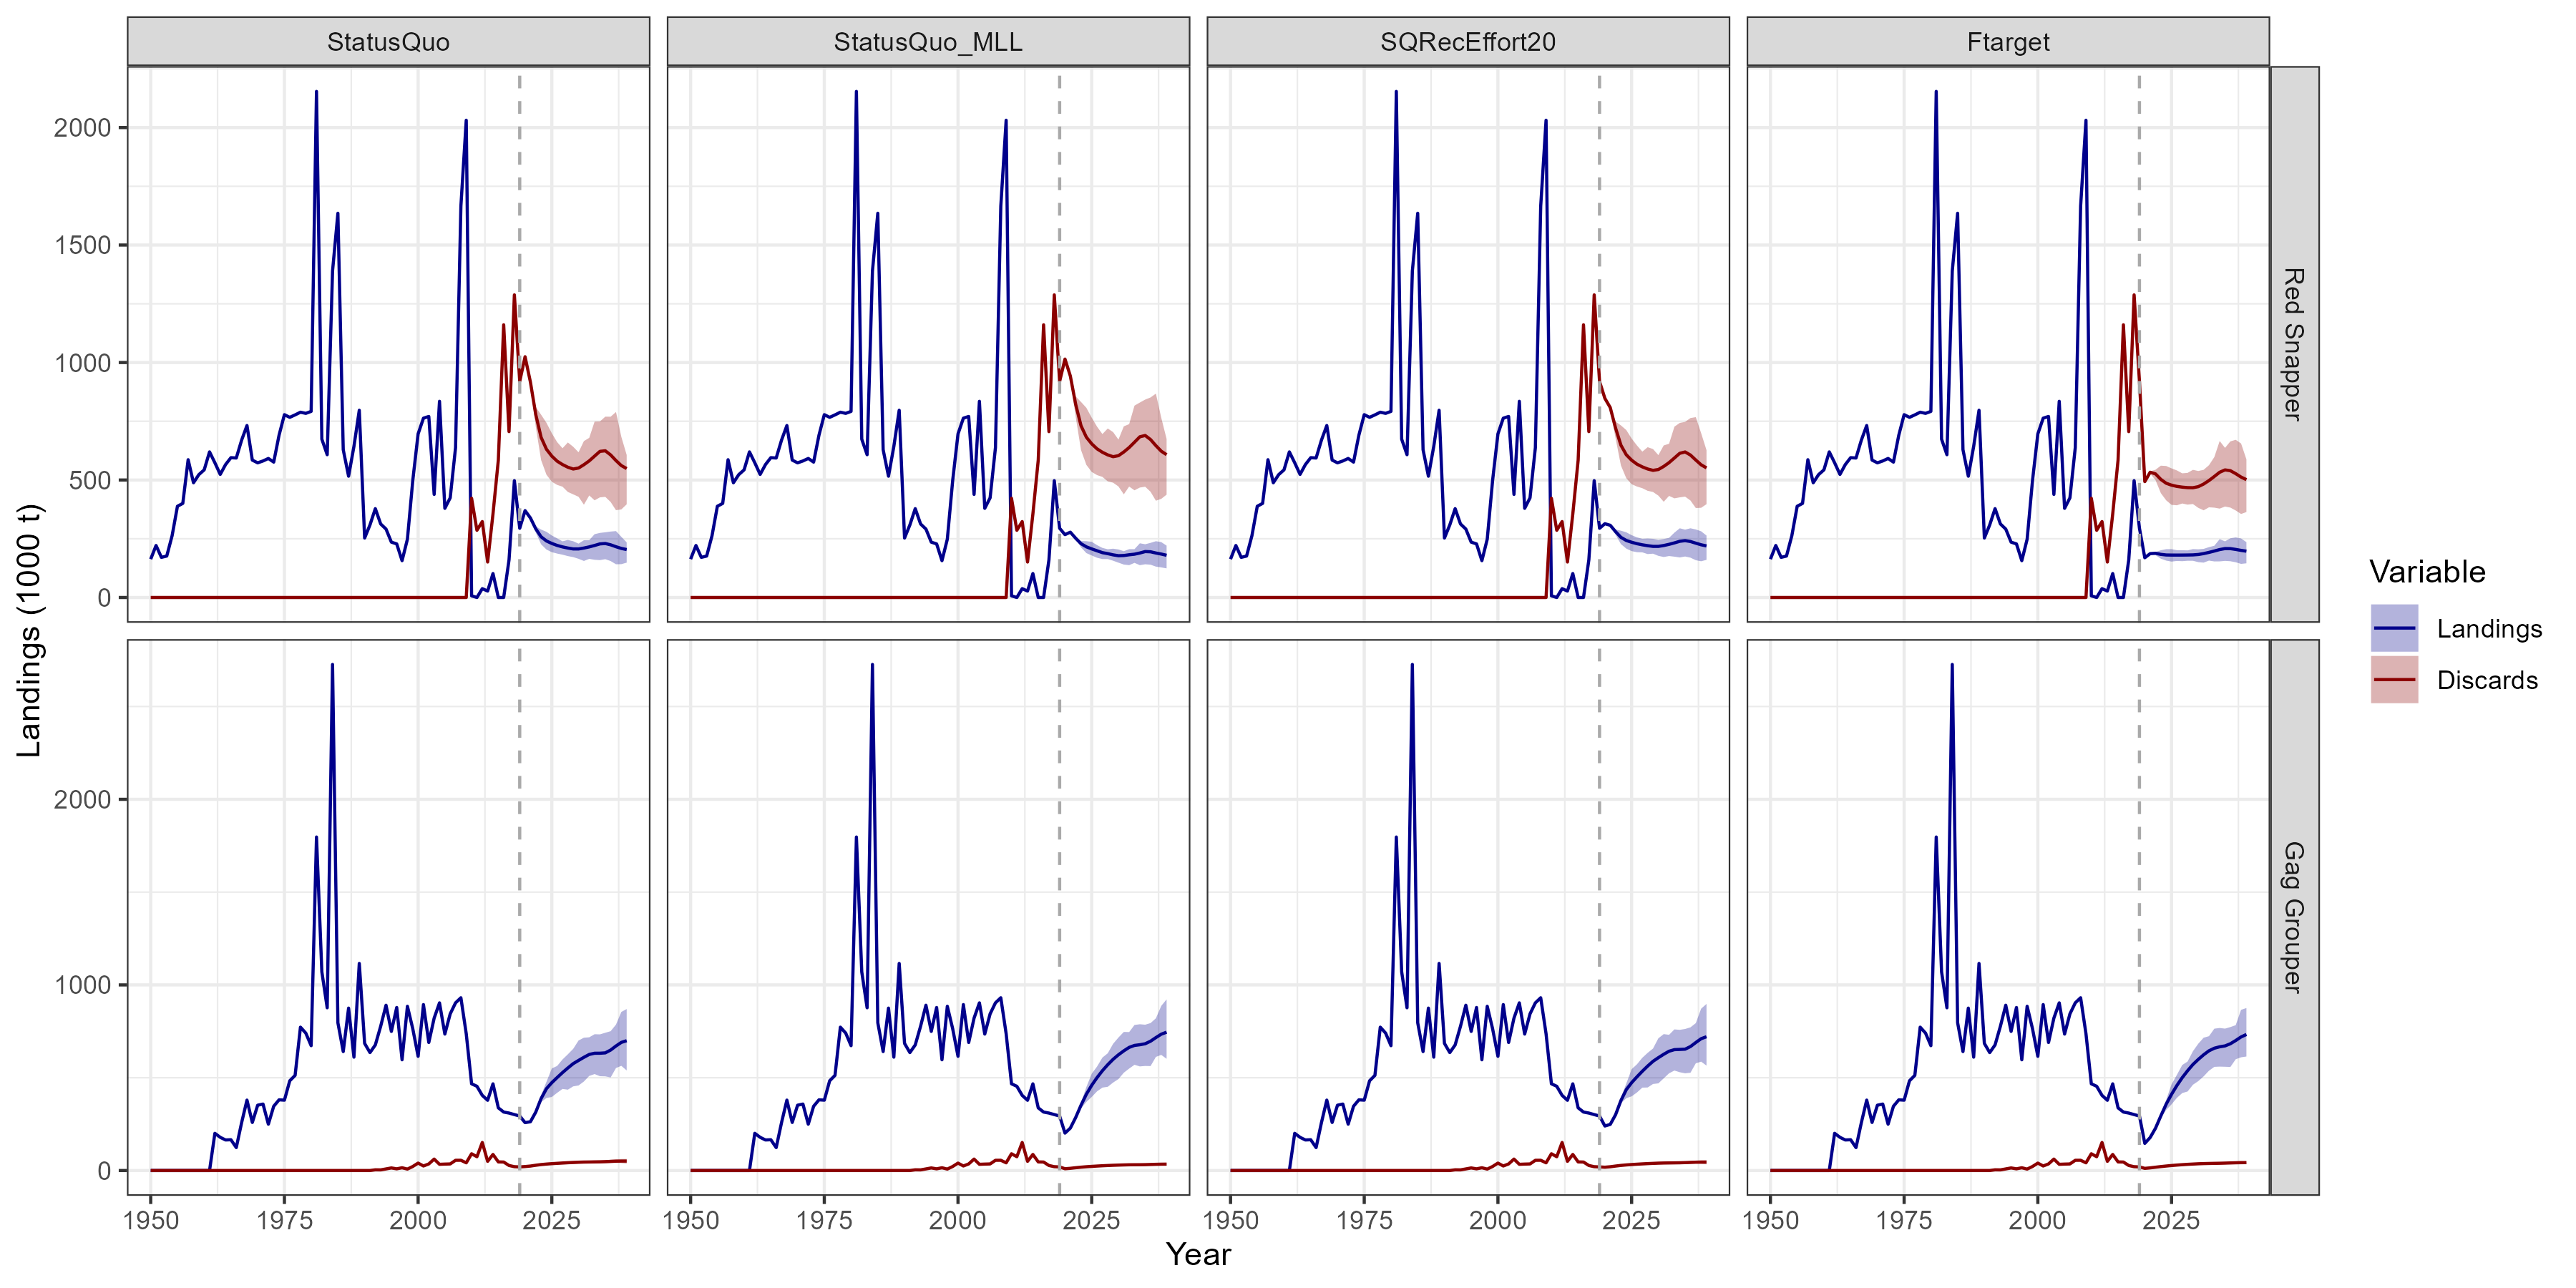 StatusQuo
StatusQuo_MLL
SQRecEffort20
Ftarget
2000
1500
1000
500
0
Red Snapper
2000
1000
0
Gag Grouper
Landings (1000 t)
1950 1975 2000 2025
1950 1975 2000 2025
1950 1975 2000 2025
1950 1975 2000 2025
Year
Variable
Landings
Discards